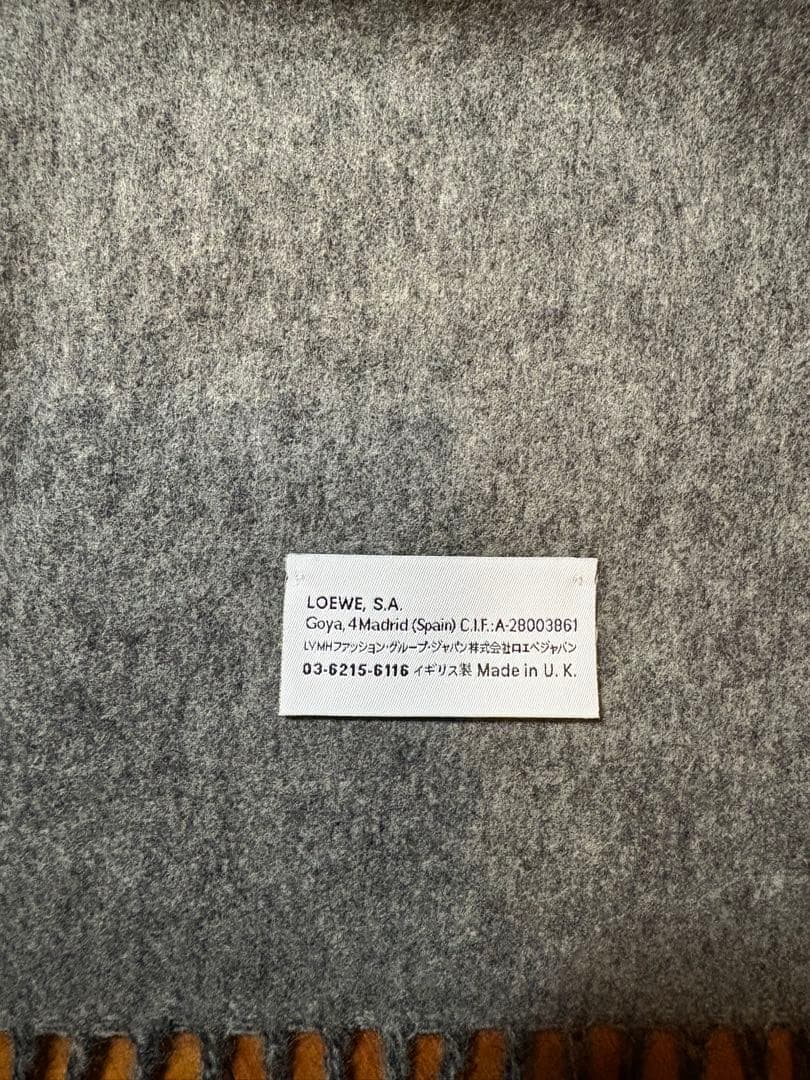 LOEWE, S.A.
Goya, 4 Madrid (Spain) C.I.F.:A-28003861
LVMHファッション・グループ・ジャパン株式会社ロエベジャパン
03-6215-6116 イギリス製 Made in U. K.